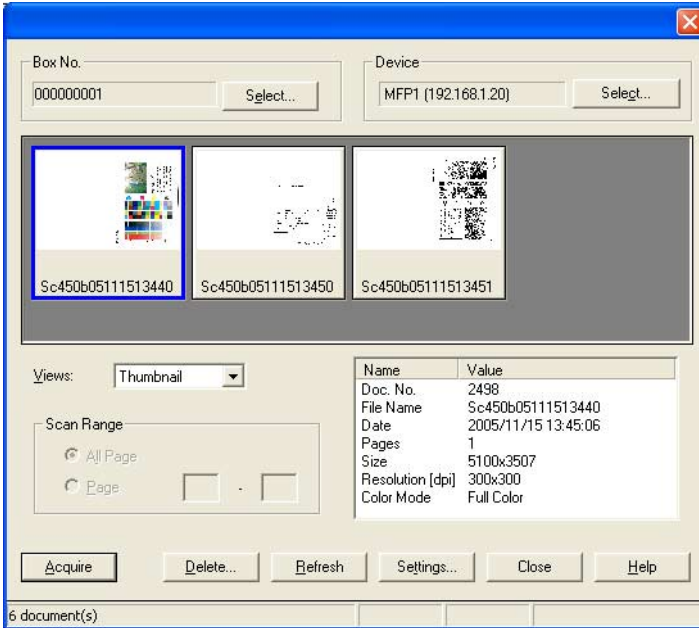 Box No.
000000001
Select...
Device
MFP1 (192.168.1.20)
Select...
Sc450b05111513440
Sc450b05111513450
Sc450b05111513451
Views:
Thumbnail
Scan Range
All Page
Page
-
Name Value
Doc. No. 2498
File Name Sc450b05111513440
Date 2005/11/15 13:45:06
Pages 1
Size 5100x3507
Resolution [dpi] 300x300
Color Mode Full Color
Acquire
Delete...
Refresh
Settings...
Close
Help
6 document(s)